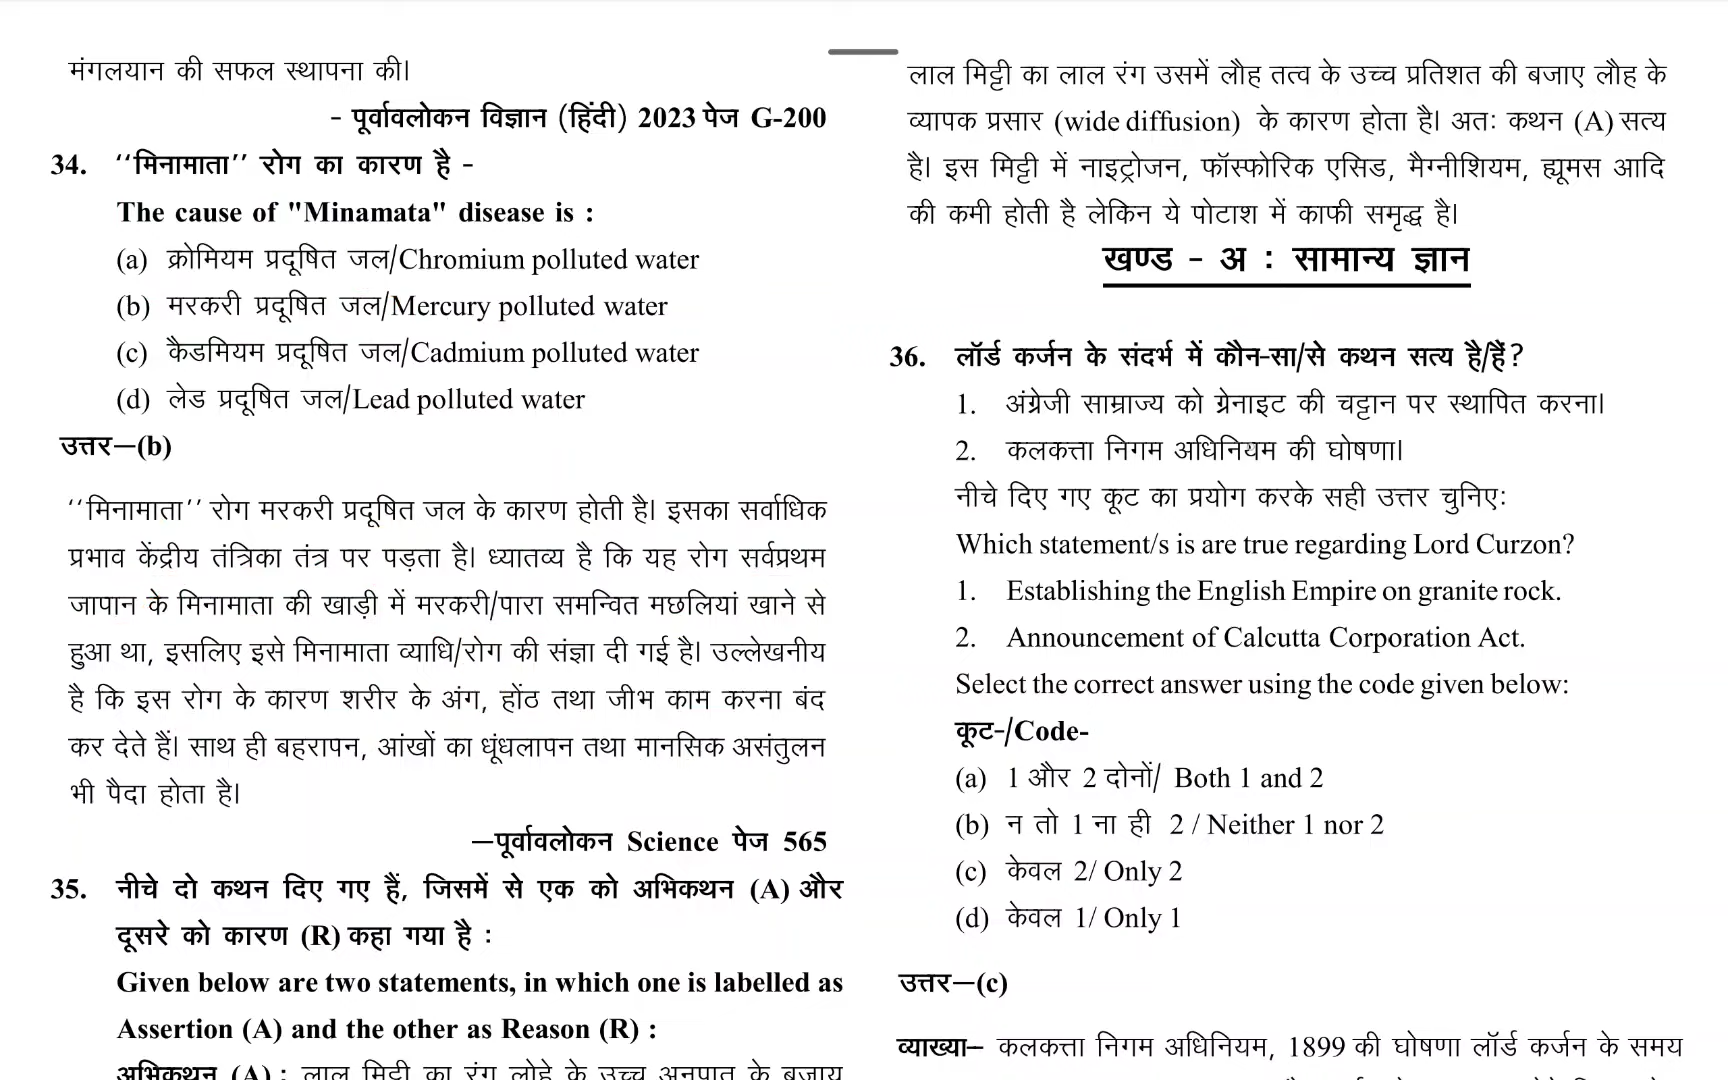 मंगलयान की सफल स्थापना की।
- पूर्वावलोकन विज्ञान (हिंदी) 2023 पेज G-200
34. ‘‘मिनामाता’’ रोग का कारण है -
The cause of "Minamata" disease is :
(a) क्रोमियम प्रदूषित जल/Chromium polluted water
(b) मरकरी प्रदूषित जल/Mercury polluted water
(c) कैडमियम प्रदूषित जल/Cadmium polluted water
(d) लेड प्रदूषित जल/Lead polluted water
उत्तर—(b)
‘‘मिनामाता’’ रोग मरकरी प्रदूषित जल के कारण होती है। इसका सर्वाधिक
प्रभाव केंद्रीय तंत्रिका तंत्र पर पड़ता है। ध्यातव्य है कि यह रोग सर्वप्रथम
जापान के मिनामाता की खाड़ी में मरकरी/पारा समन्वित मछलियां खाने से
हुआ था, इसलिए इसे मिनामाता व्याधि/रोग की संज्ञा दी गई है। उल्लेखनीय
है कि इस रोग के कारण शरीर के अंग, होंठ तथा जीभ काम करना बंद
कर देते हैं। साथ ही बहरापन, आंखों का धूंधलापन तथा मानसिक असंतुलन
भी पैदा होता है।
—पूर्वावलोकन Science पेज 565
35. नीचे दो कथन दिए गए हैं, जिसमें से एक को अभिकथन (A) और
दूसरे को कारण (R) कहा गया है :
Given below are two statements, in which one is labelled as
Assertion (A) and the other as Reason (R) :
अभिकथन (A) : लाल मिट्टी का रंग लोहे के उच्च अनुपात के बजाय
लाल मिट्टी का लाल रंग उसमें लौह तत्व के उच्च प्रतिशत की बजाए लौह के
व्यापक प्रसार (wide diffusion) के कारण होता है। अतः कथन (A) सत्य
है। इस मिट्टी में नाइट्रोजन, फॉस्फोरिक एसिड, मैग्नीशियम, ह्यूमस आदि
की कमी होती है लेकिन ये पोटाश में काफी समृद्ध है।
खण्ड - अ : सामान्य ज्ञान
36. लॉर्ड कर्जन के संदर्भ में कौन-सा/से कथन सत्य है/हैं?
1. अंग्रेजी साम्राज्य को ग्रेनाइट की चट्टान पर स्थापित करना।
2. कलकत्ता निगम अधिनियम की घोषणा।
नीचे दिए गए कूट का प्रयोग करके सही उत्तर चुनिए:
Which statement/s is are true regarding Lord Curzon?
1. Establishing the English Empire on granite rock.
2. Announcement of Calcutta Corporation Act.
Select the correct answer using the code given below:
कूट-/Code-
(a) 1 और 2 दोनों/ Both 1 and 2
(b) न तो 1 ना ही 2 / Neither 1 nor 2
(c) केवल 2/ Only 2
(d) केवल 1/ Only 1
उत्तर—(c)
व्याख्या— कलकत्ता निगम अधिनियम, 1899 की घोषणा लॉर्ड कर्जन के समय